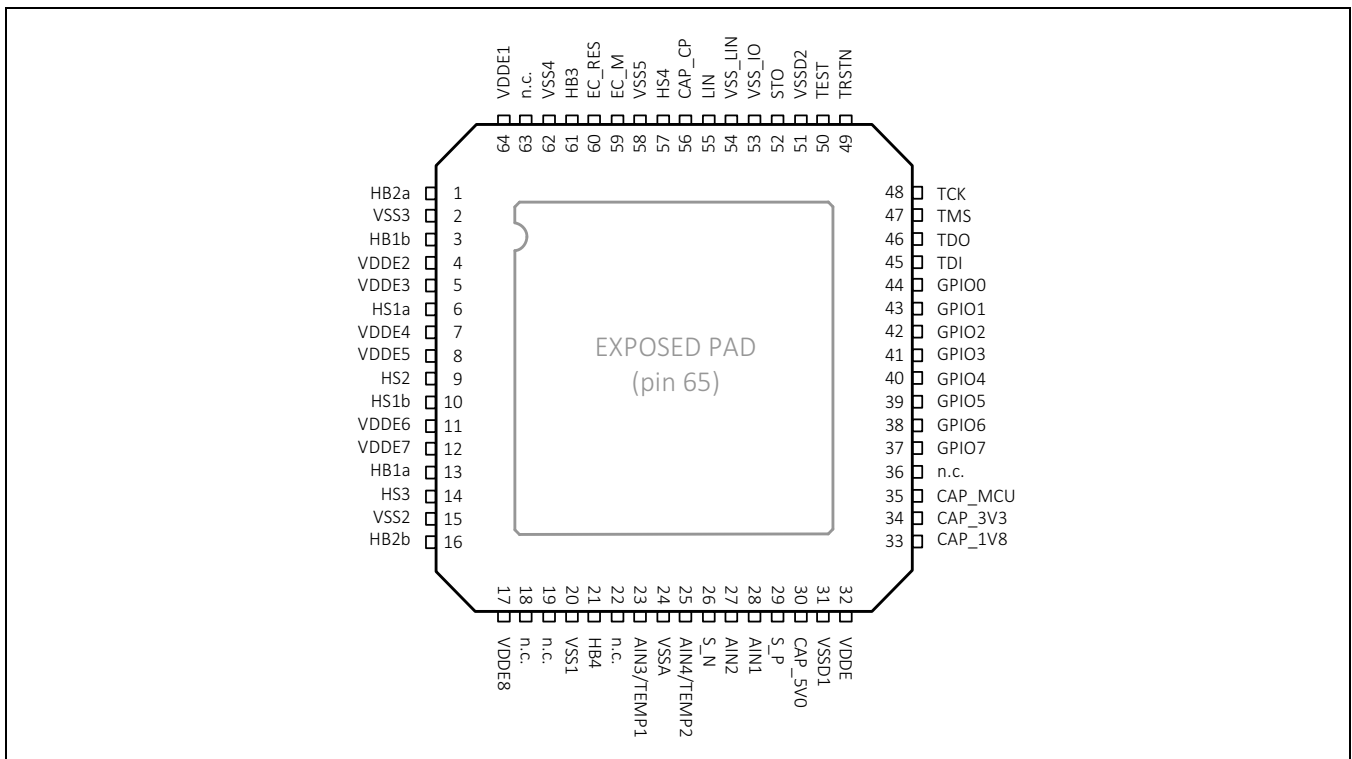 VDDE1
n.c.
VSS4
HB3
EC_RES
EC_M
VSS5
HS4
CAP_CP
LIN
VSS_LIN
VSS_IO
STO
VSSD2
TEST
TRSTN
64
63
62
61
60
59
58
57
56
55
54
53
52
51
50
49
HB2a 1
VSS3 2
HB1b 3
VDDE2 4
VDDE3 5
HS1a 6
VDDE4 7
VDDE5 8
HS2 9
HS1b 10
VDDE6 11
VDDE7 12
HB1a 13
HS3 14
VSS2 15
HB2b 16
EXPOSED PAD
(pin 65)
48 TCK
47 TMS
46 TDO
45 TDI
44 GPIO0
43 GPIO1
42 GPIO2
41 GPIO3
40 GPIO4
39 GPIO5
38 GPIO6
37 GPIO7
36 n.c.
35 CAP_MCU
34 CAP_3V3
33 CAP_1V8
17
18
19
20
21
22
23
24
25
26
27
28
29
30
31
32
VDDE8
n.c.
n.c.
VSS1
HB4
n.c.
AIN3/TEMP1
VSSA
AIN4/TEMP2
S_N
AIN2
AIN1
S_P
CAP_5V0
VSSD1
VDDE